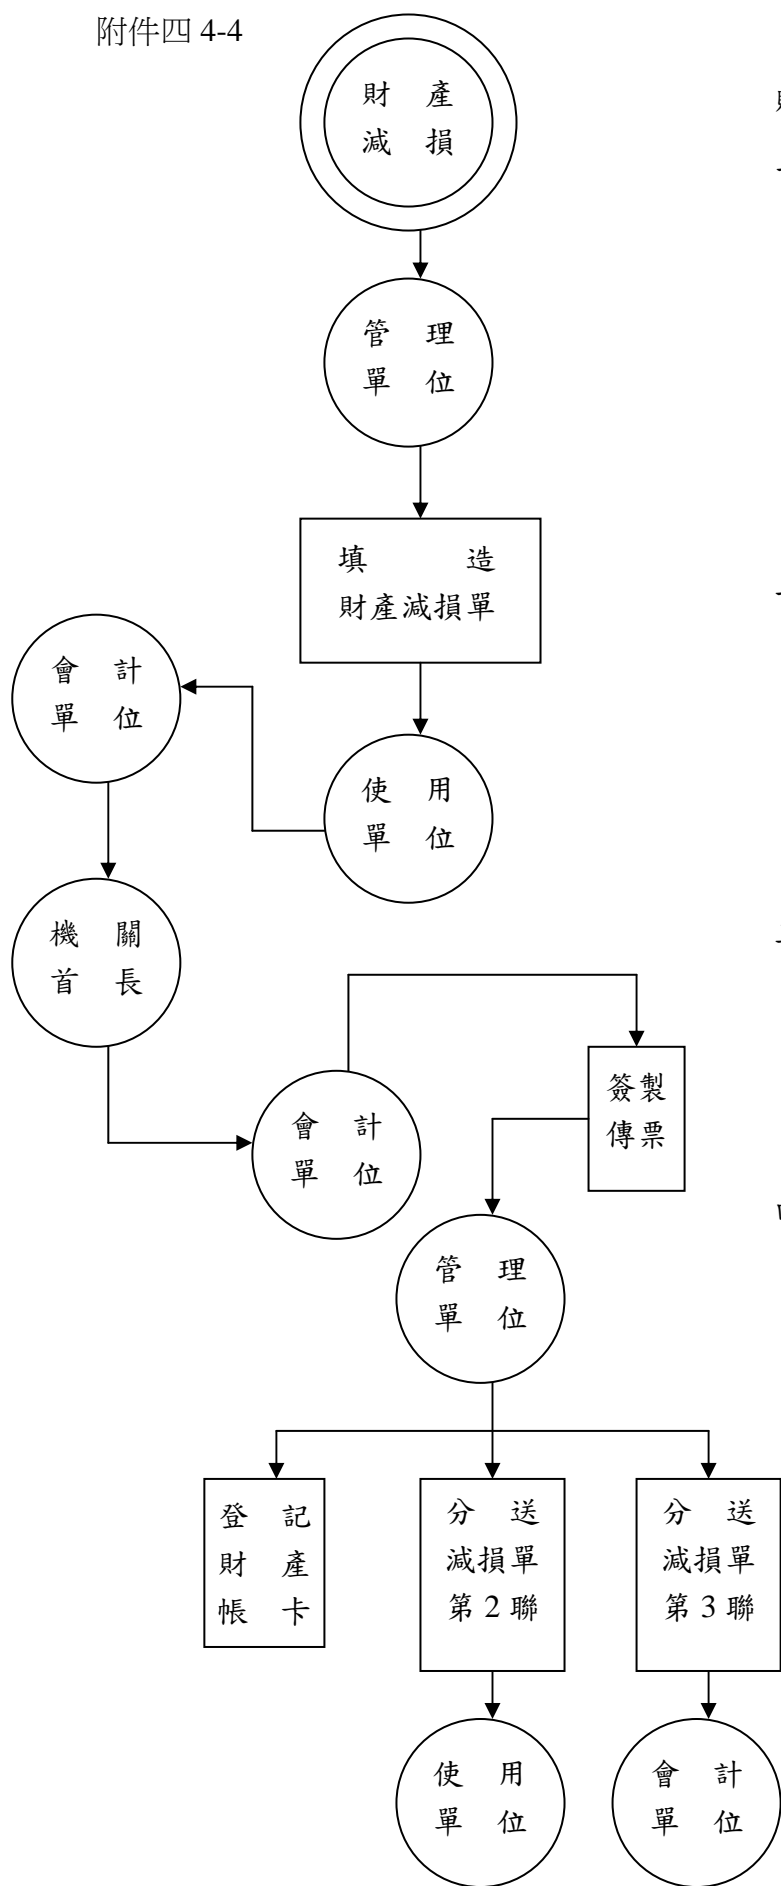 附件四 4-4
財 產
減 損
管 理
單 位
填 造
財產減損單
使 用
單 位
會 計
單 位
機 關
首 長
會 計
單 位
簽製
傳票
管 理
單 位
登 記
財 產
帳 卡
分 送
減損單
第 2 聯
分 送
減損單
第 3 聯
使 用
單 位
會 計
單 位